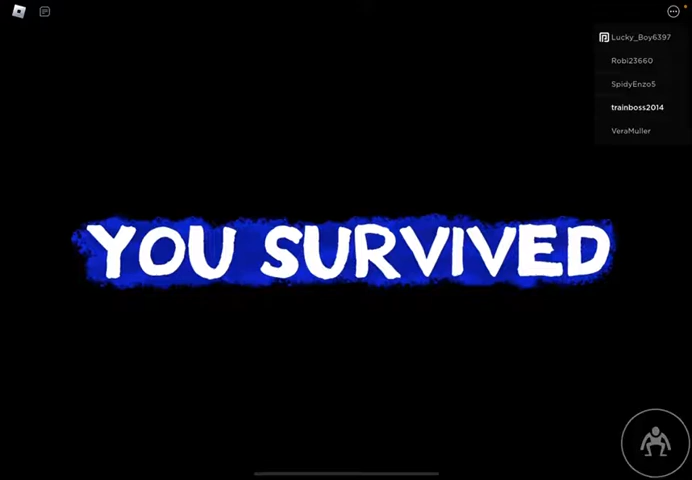 Lucky_Boy6397
Robi23660
SpidyEnzo5
trainboss2014
VeraMuller
YOU SURVIVED